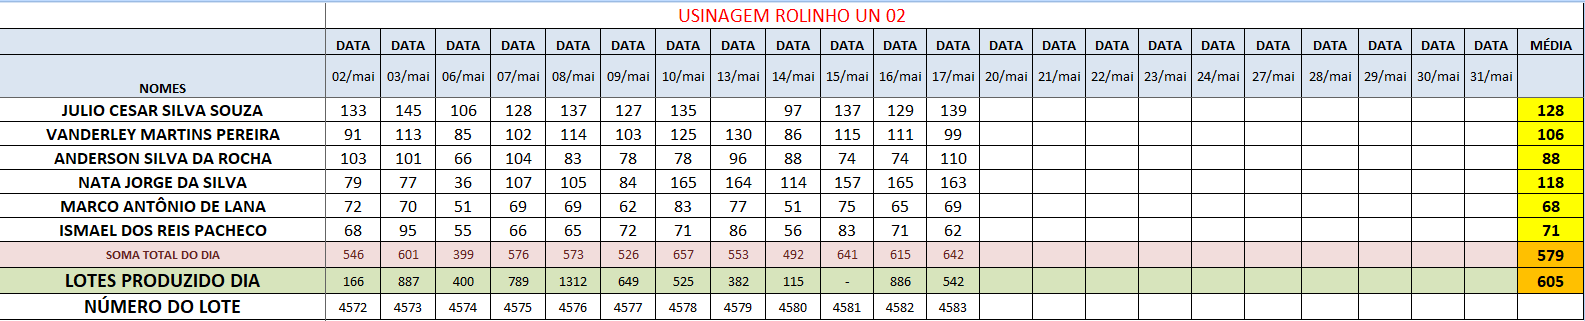 USINAGEM ROLINHO UN 02
DATA DATA DATA DATA DATA DATA DATA DATA DATA DATA DATA DATA DATA DATA DATA DATA DATA DATA DATA DATA DATA DATA MÉDIA
NOMES 02/mai 03/mai 06/mai 07/mai 08/mai 09/mai 10/mai 13/mai 14/mai 15/mai 16/mai 17/mai 20/mai 21/mai 22/mai 23/mai 24/mai 27/mai 28/mai 29/mai 30/mai 31/mai
JULIO CESAR SILVA SOUZA 133 145 106 128 137 127 135 97 137 129 139 128
VANDERLEY MARTINS PEREIRA 91 113 85 102 114 103 125 130 86 115 111 99 106
ANDERSON SILVA DA ROCHA 103 101 66 104 83 78 78 96 88 74 74 110 88
NATA JORGE DA SILVA 79 77 36 107 105 84 165 164 114 157 165 163 118
MARCO ANTÔNIO DE LANA 72 70 51 69 69 62 83 77 51 75 65 69 68
ISMAEL DOS REIS PACHECO 68 95 55 66 65 72 71 86 56 83 71 62 71
SOMA TOTAL DO DIA 546 601 399 576 573 526 657 553 492 641 615 642 579
LOTES PRODUZIDO DIA 166 887 400 789 1312 649 525 382 115 - 886 542 605
NÚMERO DO LOTE 4572 4573 4574 4575 4576 4577 4578 4579 4580 4581 4582 4583